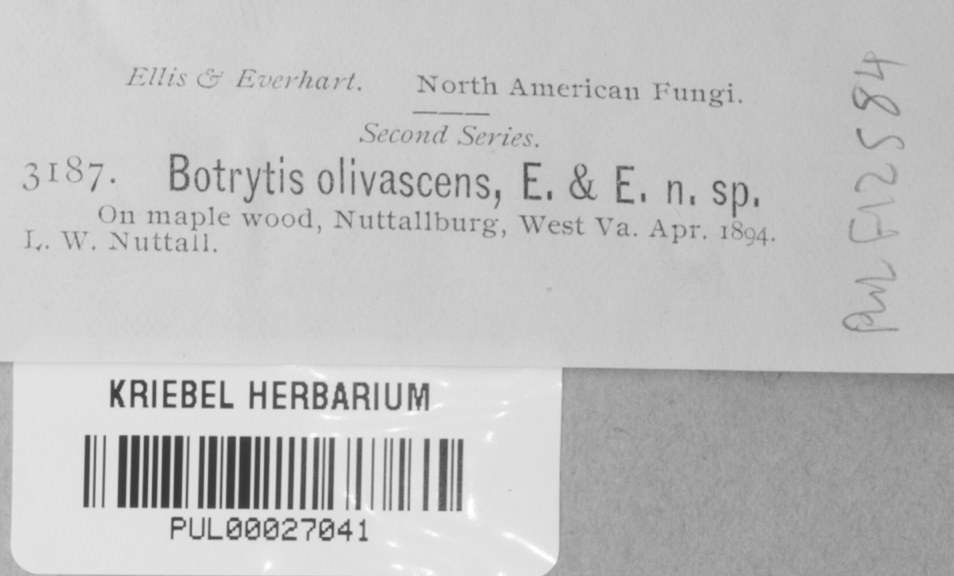 Ellis & Everhart. North American Fungi.
Second Series.
3187. Botrytis olivascens, E. & E. n. sp.
On maple wood, Nuttallburg, West Va. Apr. 1894.
L. W. Nuttall.
PUL F12584
KRIEBEL HERBARIUM
PUL00027041